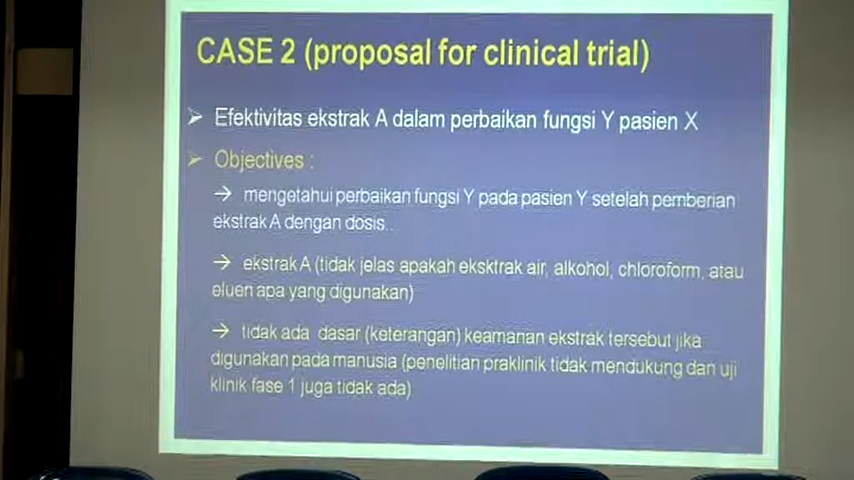 CASE 2 (proposal for clinical trial)
➢ Efektivitas ekstrak A dalam perbaikan fungsi Y pasien X
➢ Objectives :
→ mengetahui perbaikan fungsi Y pada pasien Y setelah pemberian
ekstrak A dengan dosis..
→ ekstrak A (tidak jelas apakah eksktrak air, alkohol, chloroform, atau
eluen apa yang digunakan)
→ tidak ada dasar (keterangan) keamanan ekstrak tersebut jika
digunakan pada manusia (penelitian praklinik tidak mendukung dan uji
klinik fase 1 juga tidak ada)